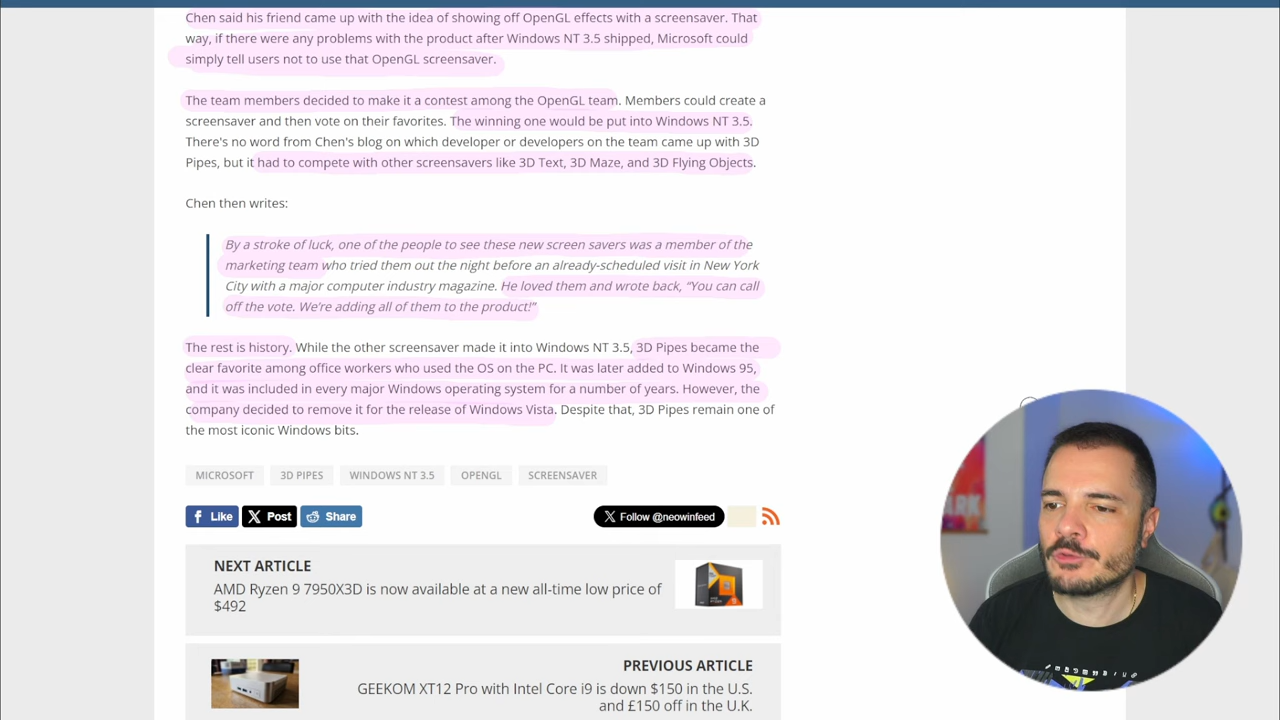 Chen said his friend came up with the idea of showing off OpenGL effects with a screensaver. That
way, if there were any problems with the product after Windows NT 3.5 shipped, Microsoft could
simply tell users not to use that OpenGL screensaver.
The team members decided to make it a contest among the OpenGL team. Members could create a
screensaver and then vote on their favorites. The winning one would be put into Windows NT 3.5.
There's no word from Chen's blog on which developer or developers on the team came up with 3D
Pipes, but it had to compete with other screensavers like 3D Text, 3D Maze, and 3D Flying Objects.
Chen then writes:
By a stroke of luck, one of the people to see these new screen savers was a member of the
marketing team who tried them out the night before an already-scheduled visit in New York
City with a major computer industry magazine. He loved them and wrote back, “You can call
off the vote. We’re adding all of them to the product!”
The rest is history. While the other screensaver made it into Windows NT 3.5, 3D Pipes became the
clear favorite among office workers who used the OS on the PC. It was later added to Windows 95,
and it was included in every major Windows operating system for a number of years. However, the
company decided to remove it for the release of Windows Vista. Despite that, 3D Pipes remain one of
the most iconic Windows bits.
MICROSOFT 3D PIPES WINDOWS NT 3.5 OPENGL SCREENSAVER
Like Post Share Follow @neowinfeed
NEXT ARTICLE
AMD Ryzen 9 7950X3D is now available at a new all-time low price of
$492
PREVIOUS ARTICLE
GEEKOM XT12 Pro with Intel Core i9 is down $150 in the U.S.
and £150 off in the U.K.